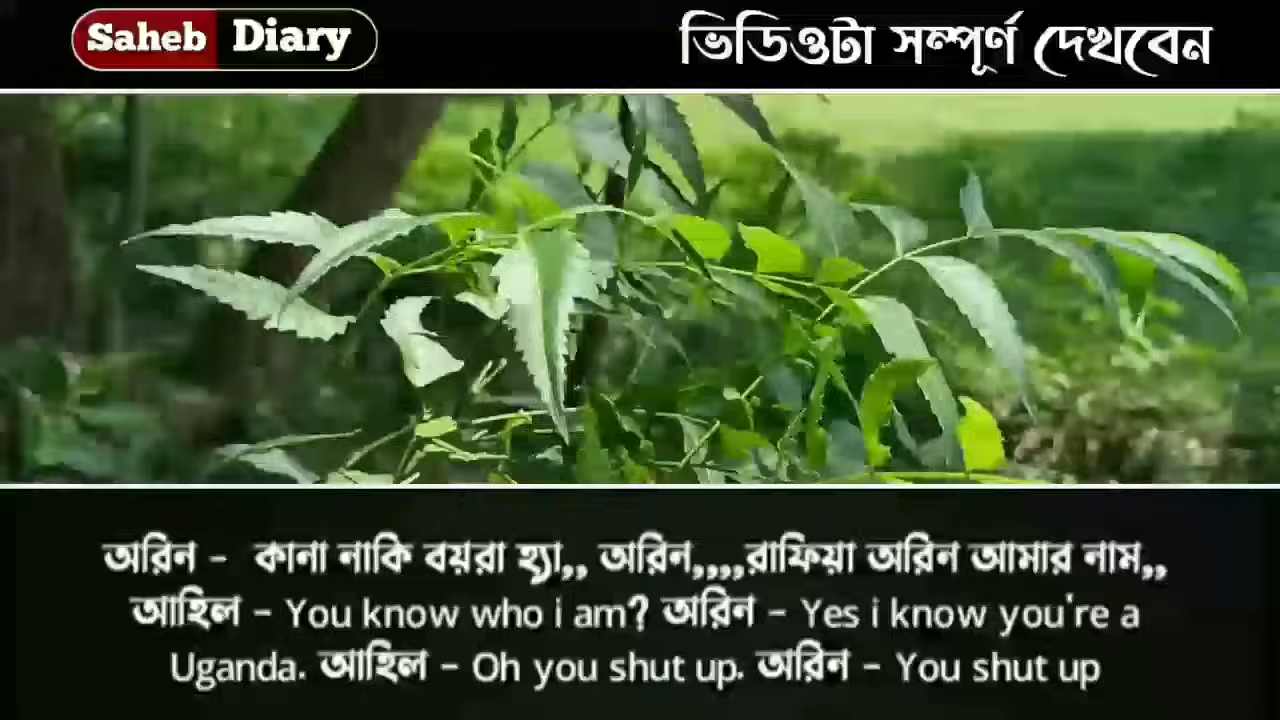 Saheb Diary
ভিডিওটা সম্পূর্ণ দেখবেন
অরিন - কানা নাকি বয়রা হ্যা,, অরিন,,,,রাফিয়া অরিন আমার নাম,,
আহিল - You know who i am? অরিন - Yes i know you're a
Uganda. আহিল - Oh you shut up. অরিন - You shut up